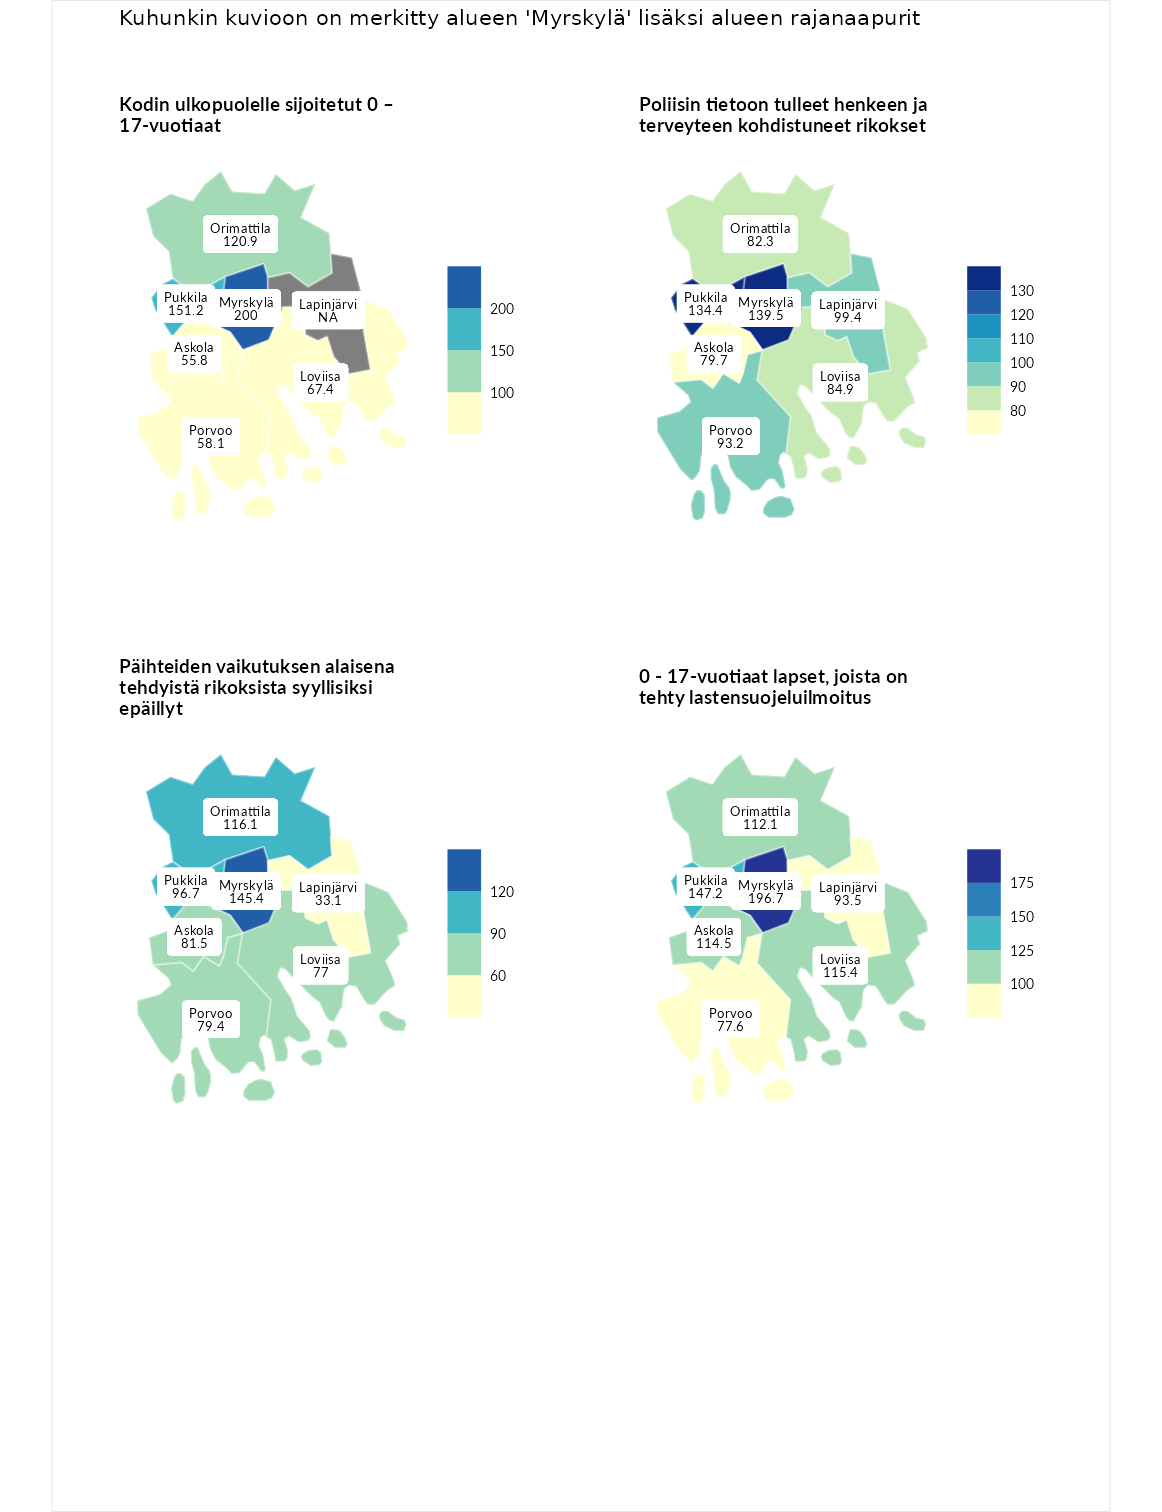 Kuhunkin kuvioon on merkitty alueen 'Myrskylä' lisäksi alueen rajanaapurit
Kodin ulkopuolelle sijoitetut 0 –
17-vuotiaat
Orimattila
120.9
Pukkila
151.2
Myrskylä
200
Lapinjärvi
NA
Askola
55.8
Loviisa
67.4
Porvoo
58.1
200
150
100
Poliisin tietoon tulleet henkeen ja
terveyteen kohdistuneet rikokset
Orimattila
82.3
Pukkila
134.4
Myrskylä
139.5
Lapinjärvi
99.4
Askola
79.7
Loviisa
84.9
Porvoo
93.2
130
120
110
100
90
80
Päihteiden vaikutuksen alaisena
tehdyistä rikoksista syyllisiksi
epäillyt
Orimattila
116.1
Pukkila
96.7
Myrskylä
145.4
Lapinjärvi
33.1
Askola
81.5
Loviisa
77
Porvoo
79.4
120
90
60
0 - 17-vuotiaat lapset, joista on
tehty lastensuojeluilmoitus
Orimattila
112.1
Pukkila
147.2
Myrskylä
196.7
Lapinjärvi
93.5
Askola
114.5
Loviisa
115.4
Porvoo
77.6
175
150
125
100